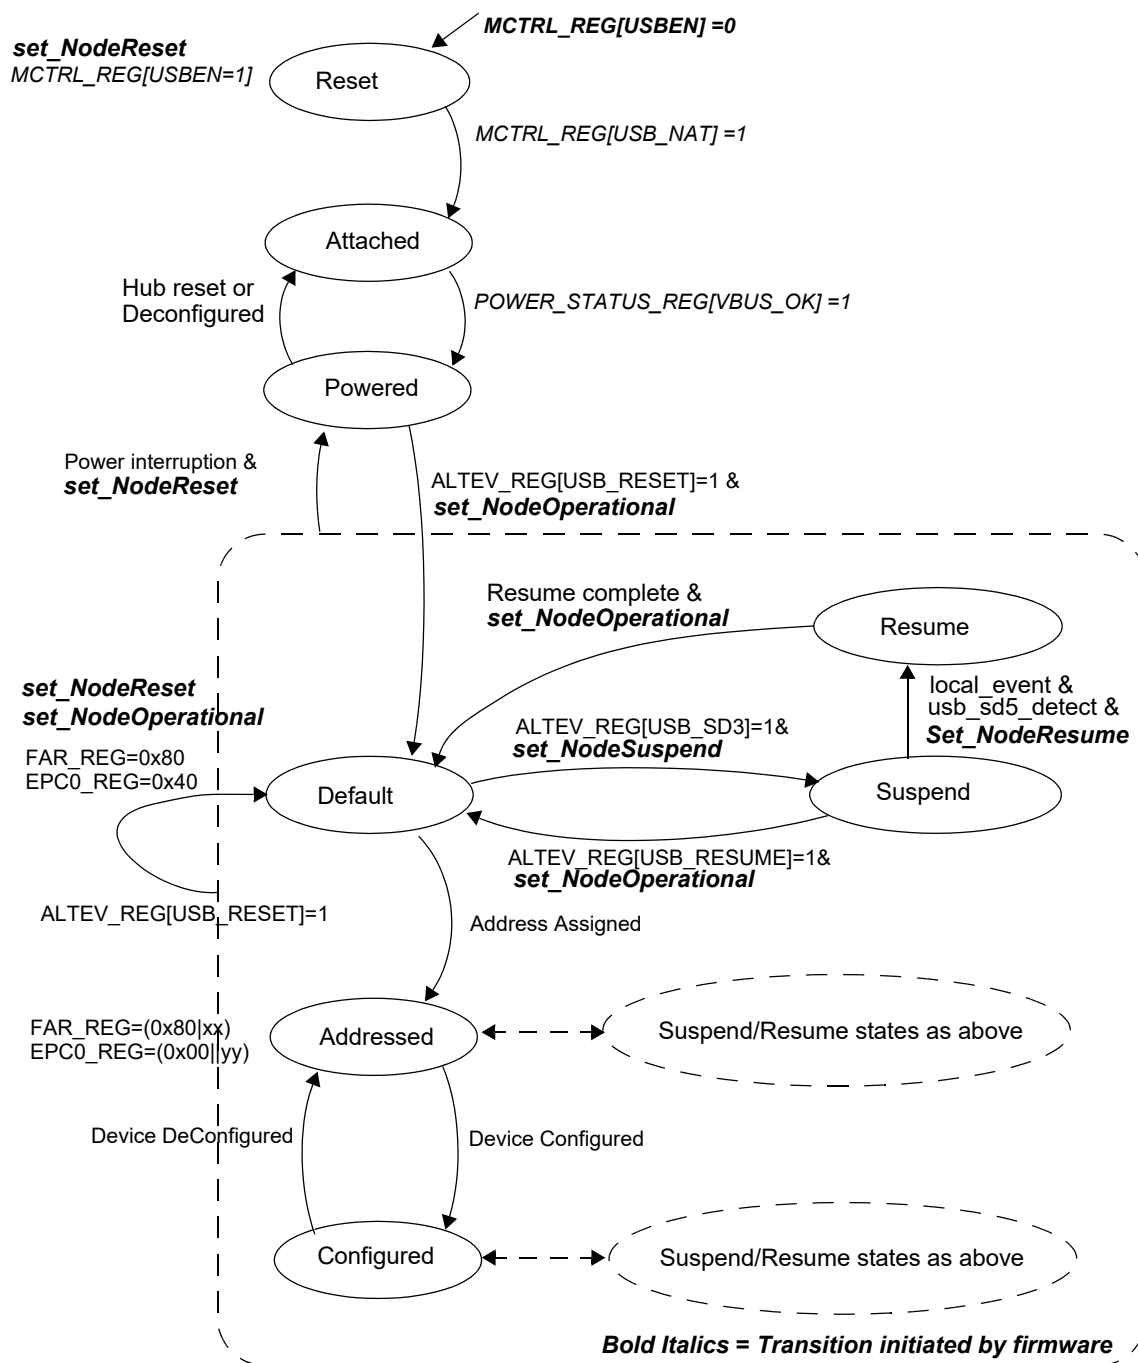 MCTRL_REG[USBEN] =0
set_NodeReset
MCTRL_REG[USBEN=1]
Reset
MCTRL_REG[USB_NAT] =1
Attached
Hub reset or
Deconfigured
POWER_STATUS_REG[VBUS_OK] =1
Powered
Power interruption &
set_NodeReset
ALTEV_REG[USB_RESET]=1 &
set_NodeOperational
Resume complete &
set_NodeOperational
Resume
local_event &
usb_sd5_detect &
Set_NodeResume
set_NodeReset
set_NodeOperational
FAR_REG=0x80
EPC0_REG=0x40
ALTEV_REG[USB_SD3]=1&
set_NodeSuspend
Default
Suspend
ALTEV_REG[USB_RESUME]=1&
set_NodeOperational
ALTEV_REG[USB_RESET]=1
Address Assigned
FAR_REG=(0x80|xx)
EPC0_REG=(0x00||yy)
Addressed
Suspend/Resume states as above
Device DeConfigured
Device Configured
Configured
Suspend/Resume states as above
Bold Italics = Transition initiated by firmware